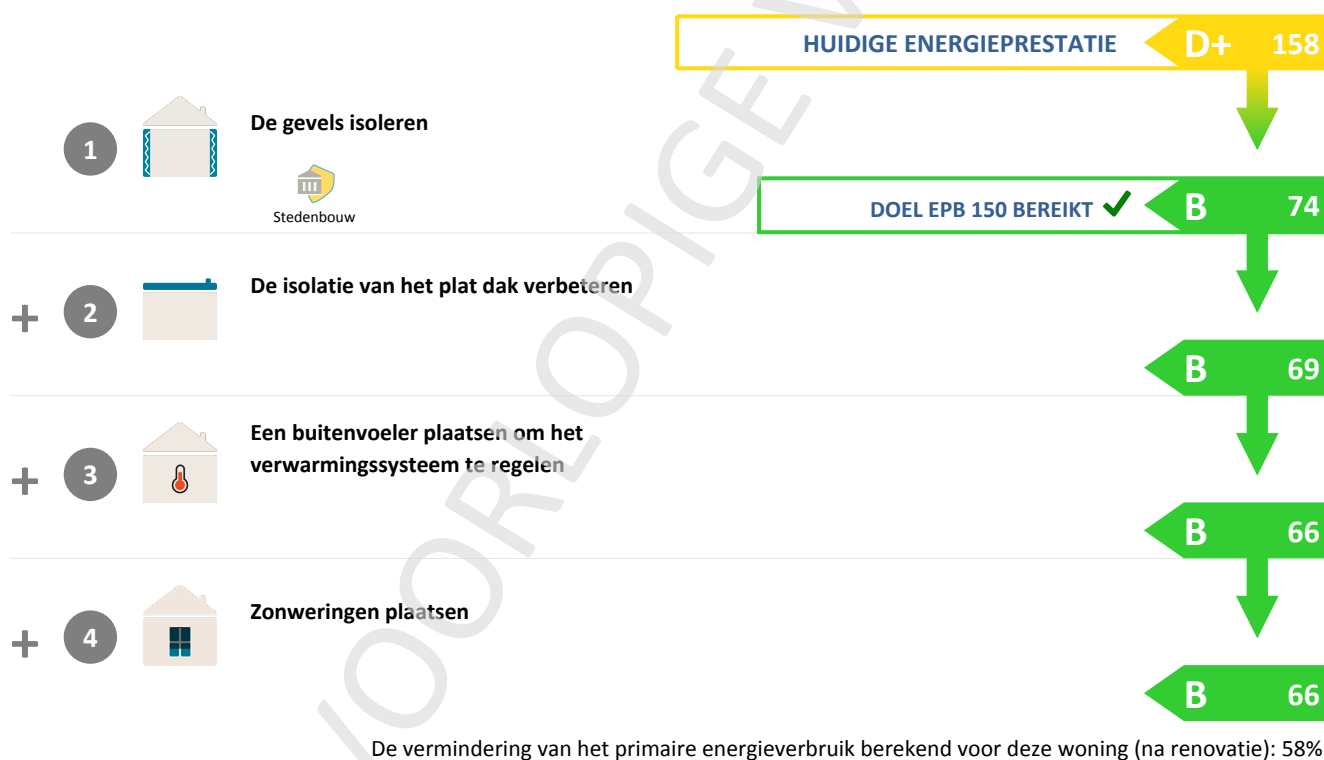 HUIDIGE ENERGIEPRESTATIE D+ 158
1 De gevels isoleren
Stedenbouw
DOEL EPB 150 BEREIKT ✓ B 74
+ 2 De isolatie van het plat dak verbeteren
B 69
+ 3 Een buitenvoeler plaatsen om het
verwarmingssysteem te regelen
B 66
+ 4 Zonweringen plaatsen
B 66
De vermindering van het primaire energieverbruik berekend voor deze woning (na renovatie): 58%
VOORLOPIGE V